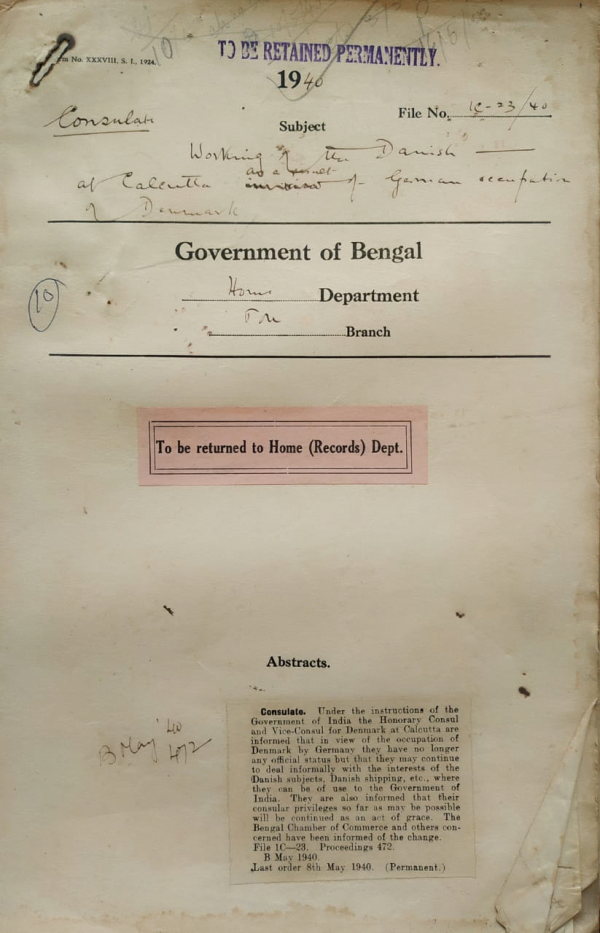 TO BE RETAINED PERMANENTLY.
m No. XXXVIII, S. I., 1924.
10
1940
File No. 1C-23/40
Consulate
Subject
Working of the Danish —
at Calcutta as a result of German occupation
of Denmark
Government of Bengal
10
Home Department
Pol Branch
To be returned to Home (Records) Dept.
Abstracts.
B May '40
472
Consulate. Under the instructions of the
Government of India the Honorary Consul
and Vice-Consul for Denmark at Calcutta are
informed that in view of the occupation of
Denmark by Germany they have no longer
any official status but that they may continue
to deal informally with the interests of the
Danish subjects, Danish shipping, etc., where
they can be of use to the Government of
India. They are also informed that their
consular privileges so far as may be possible
will be continued as an act of grace. The
Bengal Chamber of Commerce and others con-
cerned have been informed of the change.
File 1C—23. Proceedings 472.
B May 1940.
Last order 8th May 1940. (Permanent.)